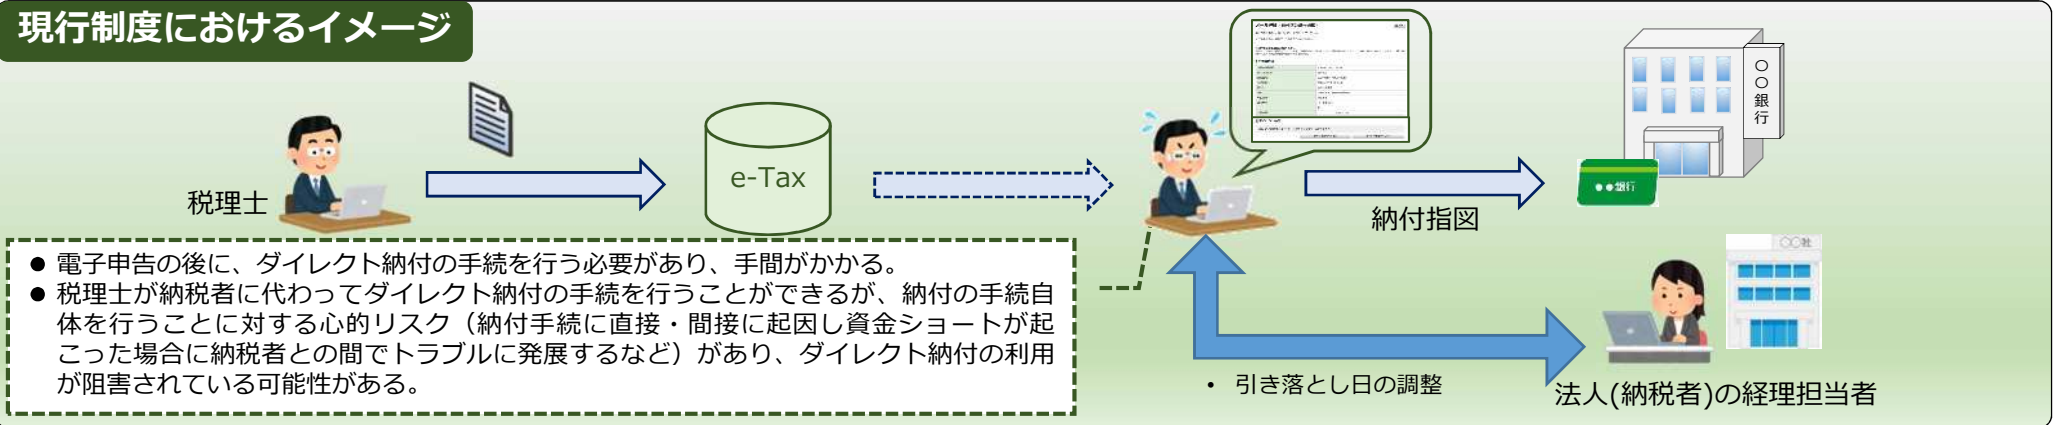 現行制度におけるイメージ
税理士
e-Tax
納付指図
〇〇銀行
●●銀行
● 電子申告の後に、ダイレクト納付の手続を行う必要があり、手間がかかる。
● 税理士が納税者に代わってダイレクト納付の手続を行うことができるが、納付の手続自
体を行うことに対する心的リスク（納付手続に直接・間接に起因し資金ショートが起
こった場合に納税者との間でトラブルに発展するなど）があり、ダイレクト納付の利用
が阻害されている可能性がある。
〇〇社
• 引き落とし日の調整
法人(納税者)の経理担当者